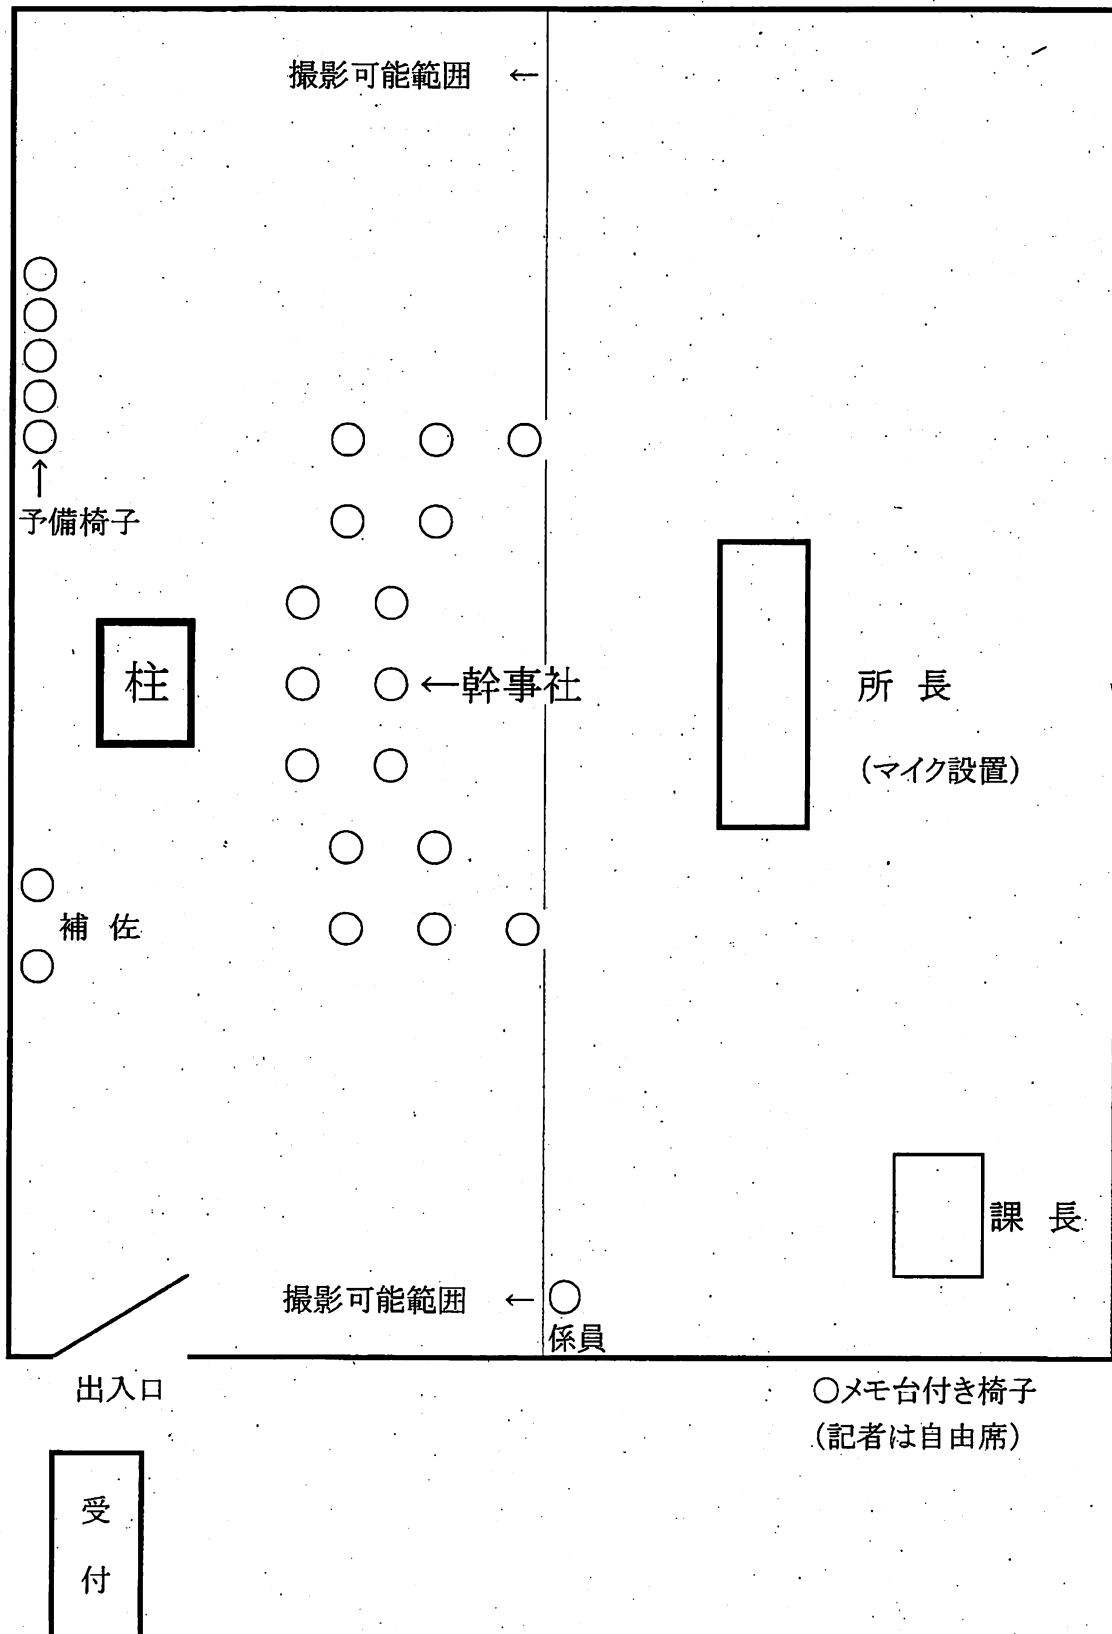 撮影可能範囲 ←
↑
予備椅子
柱
←幹事社
所 長
(マイク設置)
補 佐
課 長
撮影可能範囲 ←
係員
出入口
○メモ台付き椅子
(記者は自由席)
受
付